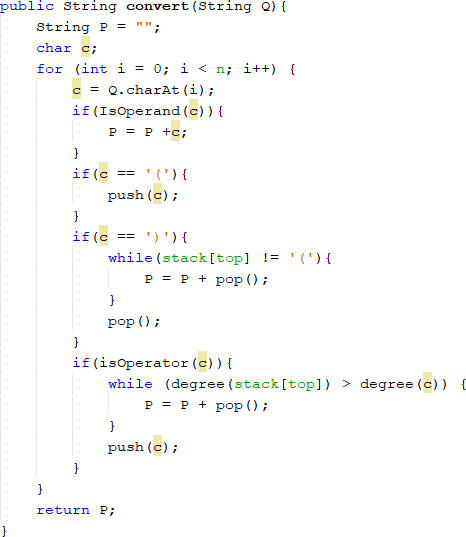 public String convert(String Q){
    String P = "";
    char c;
    for (int i = 0; i < n; i++) {
        c = Q.charAt(i);
        if(IsOperand(c)){
            P = P +c;
        }
        if(c == '('){
            push(c);
        }
        if(c == ')'){
            while(stack[top] != '('){
                P = P + pop();
            }
            pop();
        }
        if(isOperator(c)){
            while (degree(stack[top]) > degree(c)) {
                P = P + pop();
            }
            push(c);
        }
    }
    return P;
}